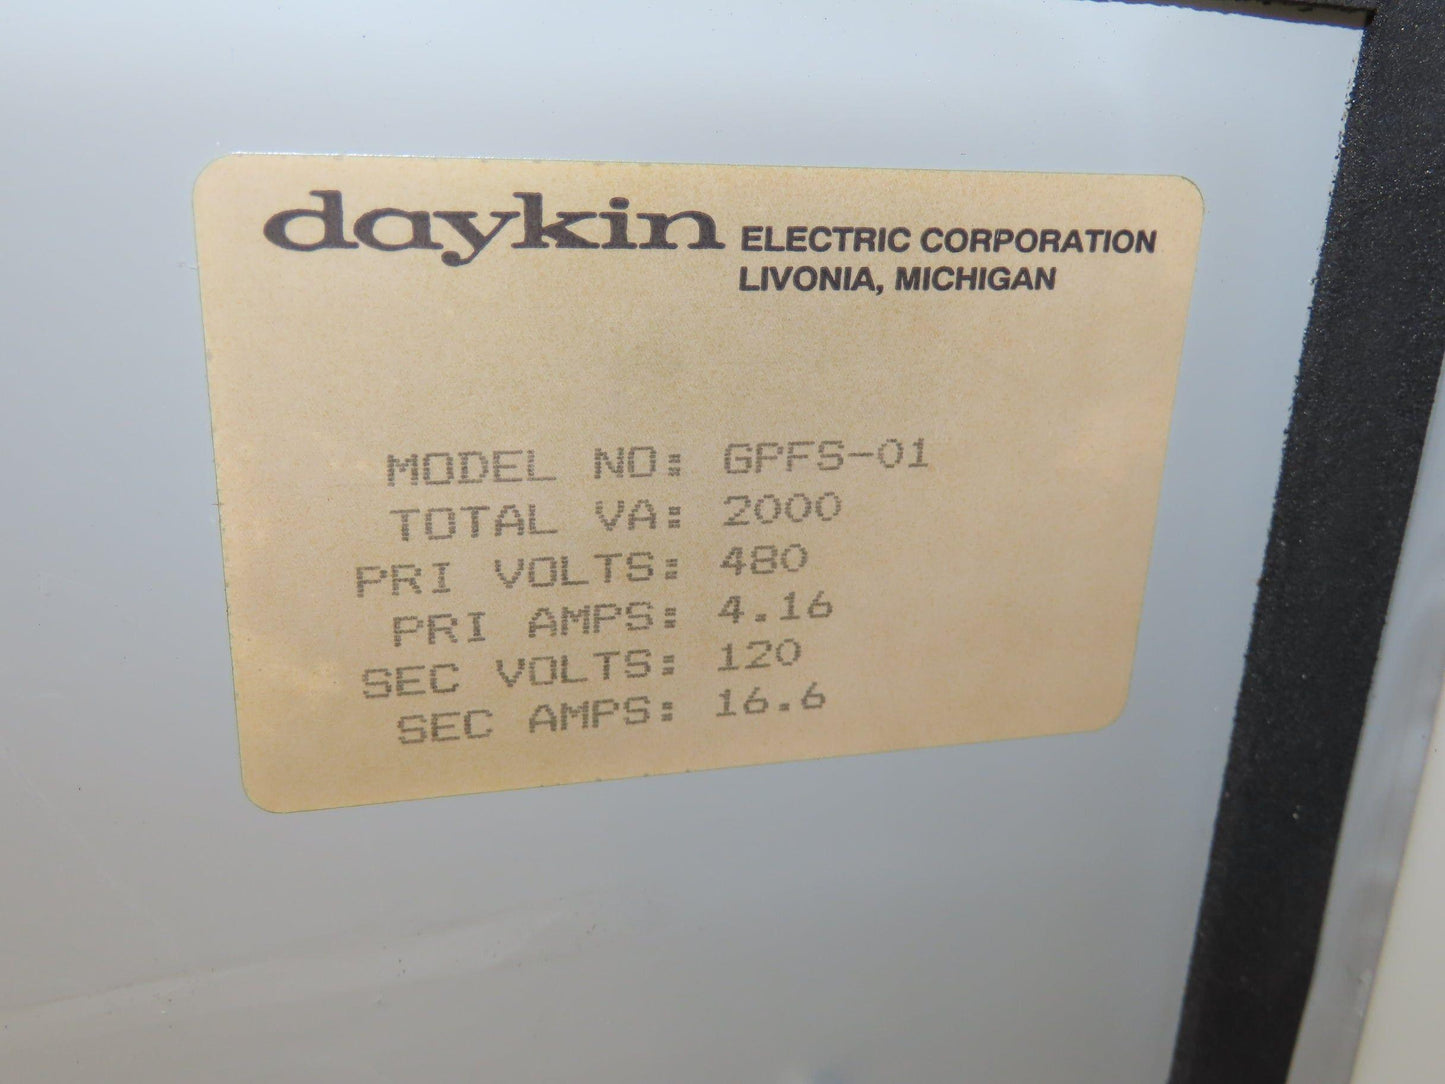 daykin ELECTRIC CORPORATION
LIVONIA, MICHIGAN
MODEL NO: GPFS-01
TOTAL VA: 2000
PRI VOLTS: 480
PRI AMPS: 4.16
SEC VOLTS: 120
SEC AMPS: 16.6